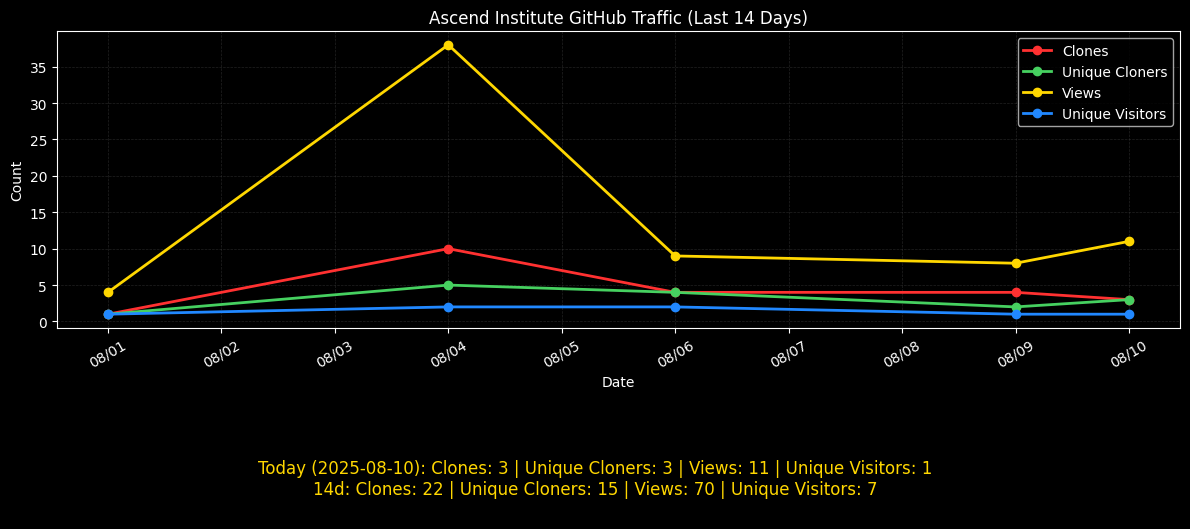 Ascend Institute GitHub Traffic (Last 14 Days)
Clones
Unique Cloners
Views
Unique Visitors
Count
35
30
25
20
15
10
5
0
08/01
08/02
08/03
08/04
08/05
08/06
08/07
08/08
08/09
08/10
Date
Today (2025-08-10): Clones: 3 | Unique Cloners: 3 | Views: 11 | Unique Visitors: 1
14d: Clones: 22 | Unique Cloners: 15 | Views: 70 | Unique Visitors: 7